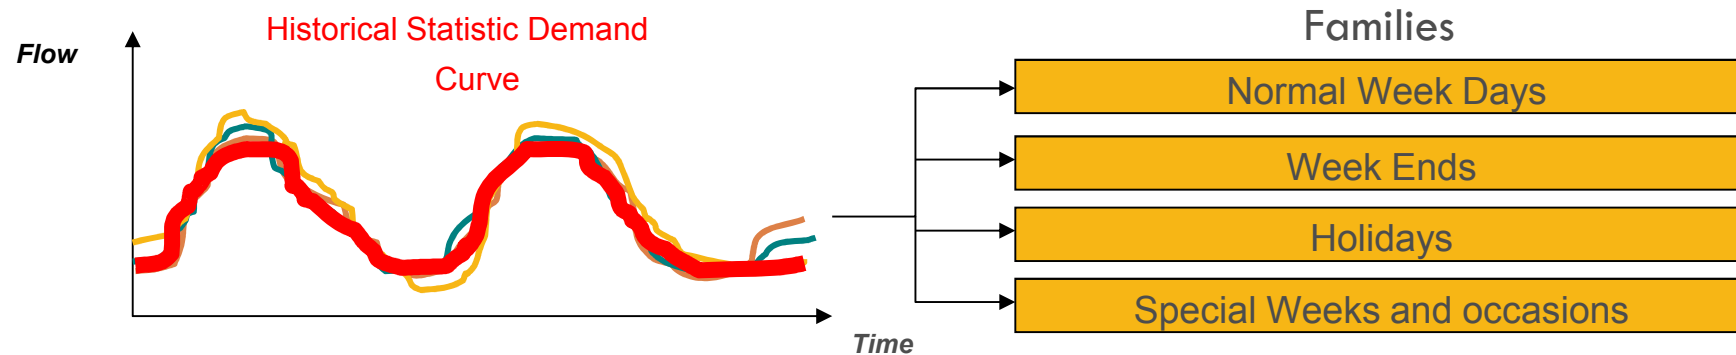 Historical Statistic Demand
Curve
Flow
Time
Families
Normal Week Days
Week Ends
Holidays
Special Weeks and occasions